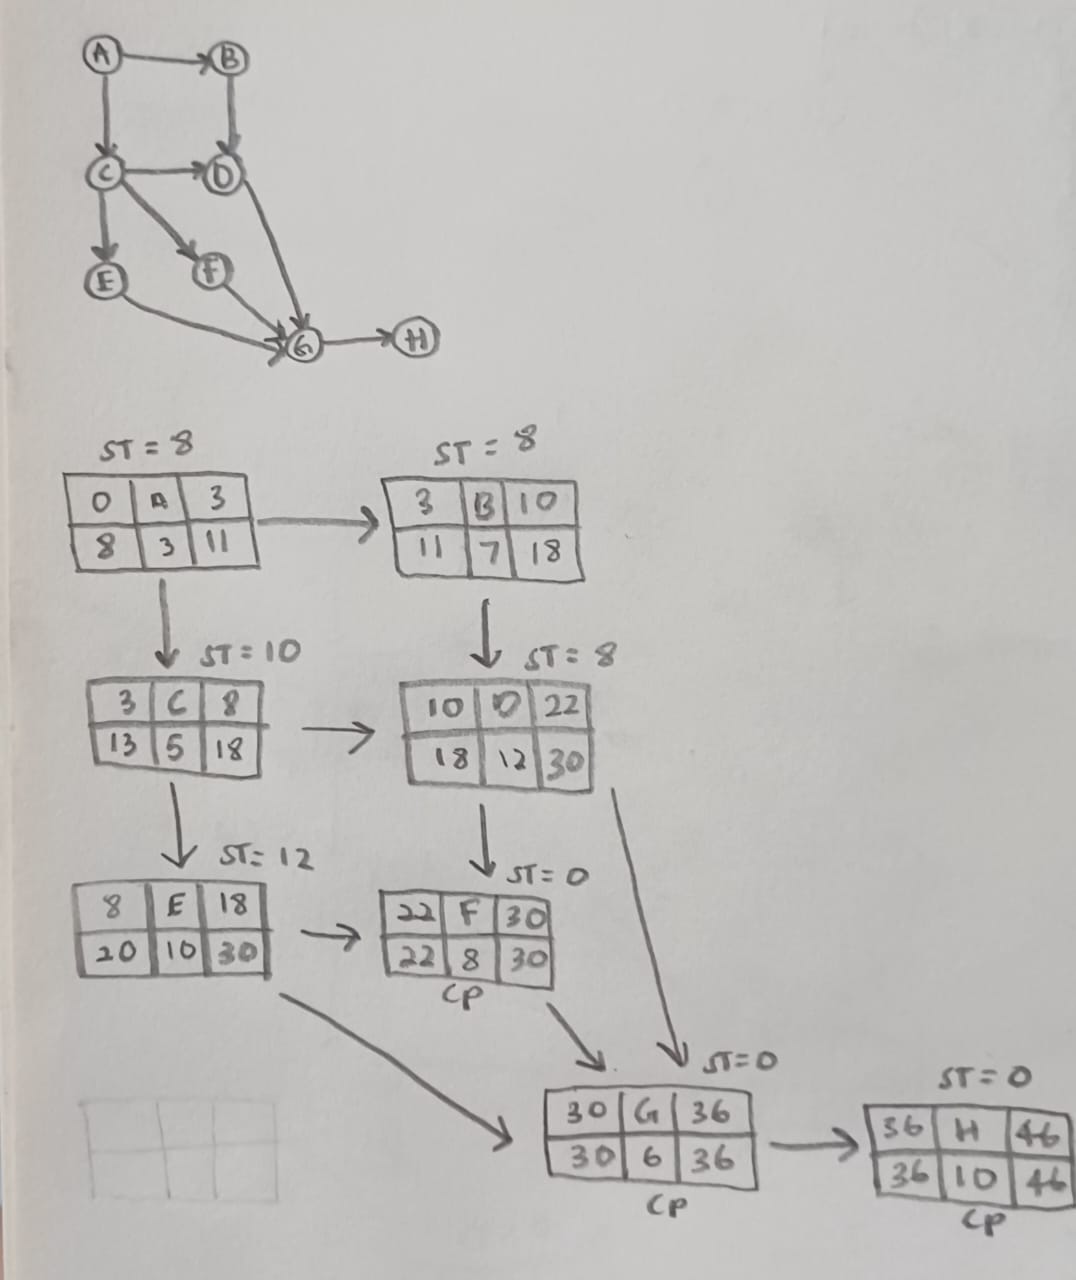 A B
C D
E F
G H
ST = 8 ST = 8
0 A 3 3 B 10
8 3 11 11 7 18
ST = 10 ST = 8
3 C 8 10 D 22
13 5 18 18 12 30
ST = 12 ST = 0
8 E 18 22 F 30
20 10 30 22 8 30
CP
ST = 0 ST = 0
30 G 36 36 H 46
30 6 36 36 10 46
CP CP